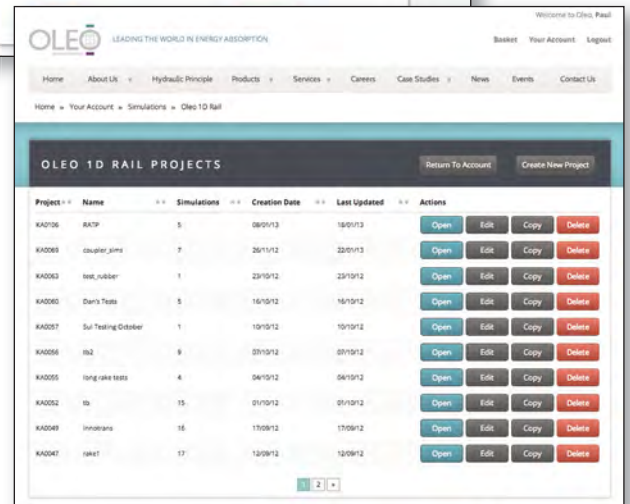 Welcome to Oleo, Paul
OLEO LEADING THE WORLD IN ENERGY ABSORPTION Basket Your Account Logout
Home About Us + Hydraulic Principle Products + Services + Careers Case Studies + News Events Contact Us
Home » Your Account » Simulations » Oleo 1D Rail
OLEO 1D RAIL PROJECTS Return To Account Create New Project
Project Name Simulations Creation Date Last Updated Actions
KA0106 RATP 5 08/01/13 18/01/13 Open Edit Copy Delete
KA0069 coupler_sims 7 26/11/12 22/01/13 Open Edit Copy Delete
KA0063 test_rubber 1 23/10/12 23/10/12 Open Edit Copy Delete
KA0060 Dan's Tests 5 16/10/12 16/10/12 Open Edit Copy Delete
KA0057 Sui Testing October 1 10/10/12 10/10/12 Open Edit Copy Delete
KA0056 tb2 9 07/10/12 07/10/12 Open Edit Copy Delete
KA0055 long rake tests 4 04/10/12 04/10/12 Open Edit Copy Delete
KA0052 tb 15 01/10/12 01/10/12 Open Edit Copy Delete
KA0049 innotrans 16 17/09/12 17/09/12 Open Edit Copy Delete
KA0047 rake1 17 12/09/12 12/09/12 Open Edit Copy Delete
1 2 »